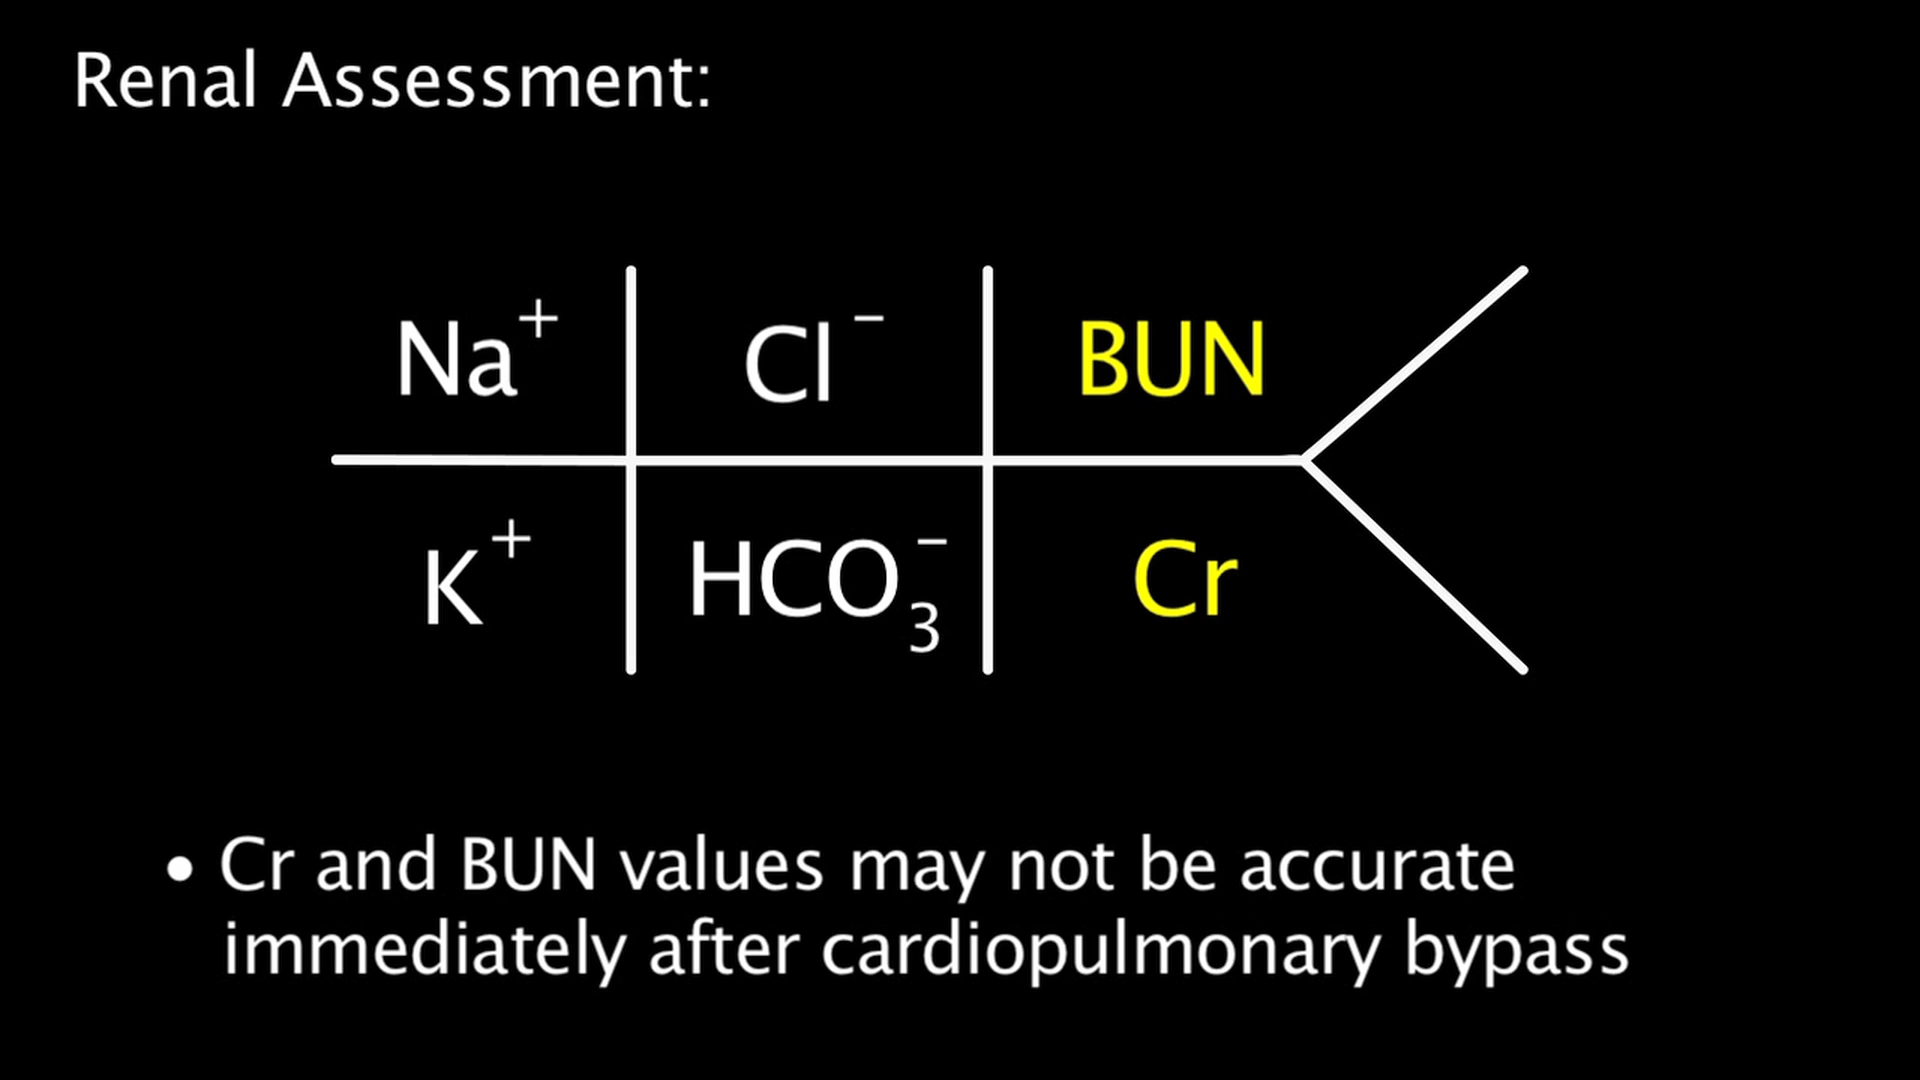 Renal Assessment:
Na⁺ Cl⁻ BUN
K⁺ HCO₃⁻ Cr
• Cr and BUN values may not be accurate
immediately after cardiopulmonary bypass